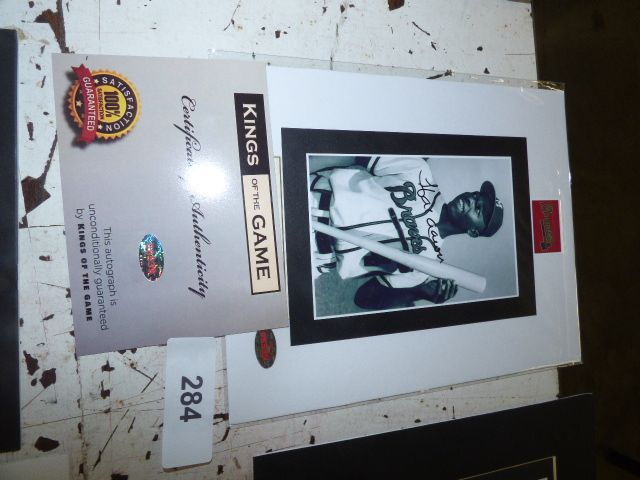 KINGS
OF THE
GAME
Certificate of Authenticity
SATISFACTION
100%
GUARANTEED
This autograph is
unconditionally guaranteed
by KINGS OF THE GAME
Braves
284